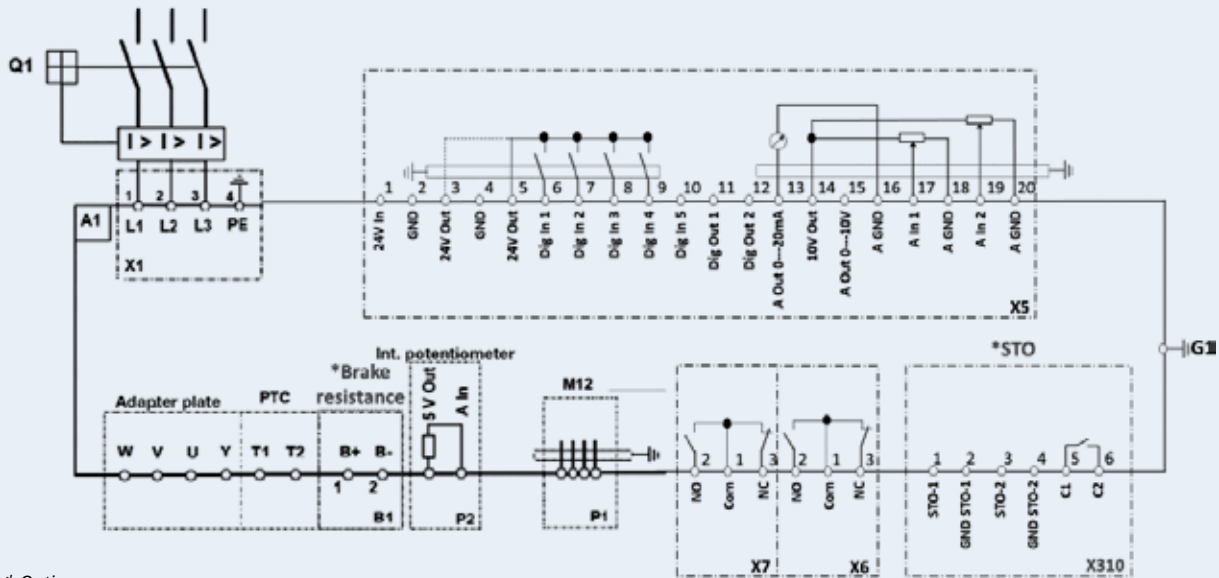 Q1
I > I > I >
1 2 3 4
A1
L1 L2 L3 PE
X1
1 2 3 4 5 6 7 8 9 10 11 12 13 14 15 16 17 18 19 20
24V In
GND
24V Out
GND
24V Out
Dig In 1
Dig In 2
Dig In 3
Dig In 4
Dig In 5
Dig Out 1
Dig Out 2
A Out 0---20mA
10V Out
A Out 0---10V
A GND
A In 1
A GND
A In 2
A GND
X5
G1
Int. potentiometer
*Brake
resistance
Adapter plate
PTC
W V U Y T1 T2 B+ B-
1 2
B1
5 V Out
A In
P2
M12
P1
2 1 3
NO
Com
NC
X7
2 1 3
NO
Com
NC
X6
*STO
1 2 3 4 5 6
STO-1
GND STO-1
STO-2
GND STO-2
C1
C2
X310